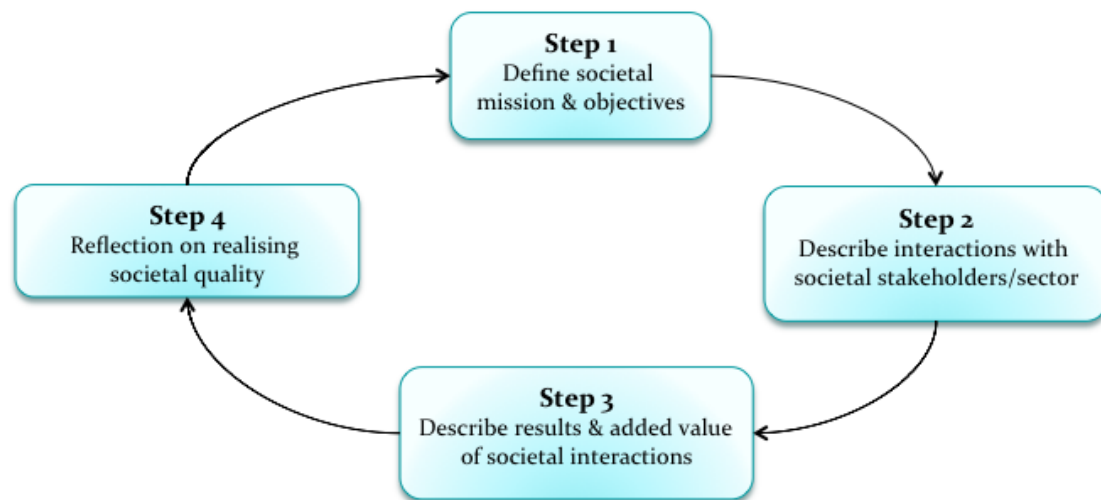 Step 1
Define societal
mission & objectives
Step 2
Describe interactions with
societal stakeholders/sector
Step 3
Describe results & added value
of societal interactions
Step 4
Reflection on realising
societal quality